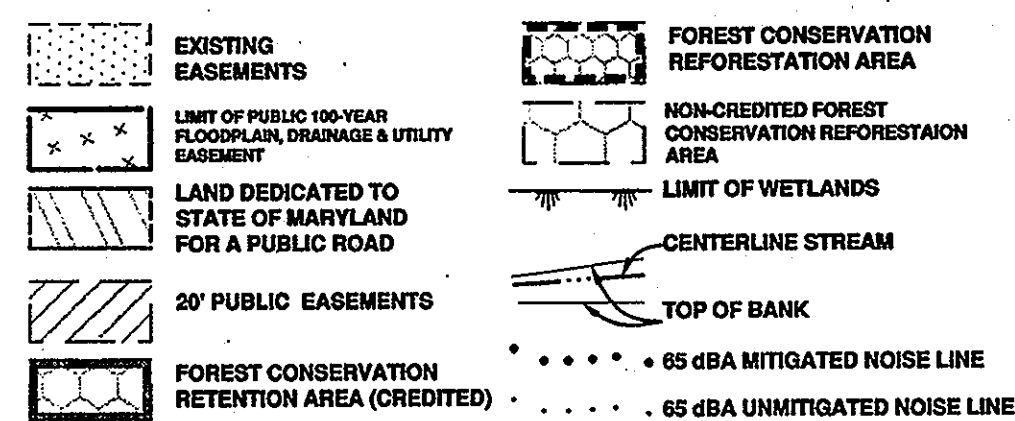 EXISTING
EASEMENTS
LIMIT OF PUBLIC 100-YEAR
FLOODPLAIN, DRAINAGE & UTILITY
EASEMENT
LAND DEDICATED TO
STATE OF MARYLAND
FOR A PUBLIC ROAD
20' PUBLIC EASEMENTS
FOREST CONSERVATION
RETENTION AREA (CREDITED)
FOREST CONSERVATION
REFORESTATION AREA
NON-CREDITED FOREST
CONSERVATION REFORESTAION
AREA
LIMIT OF WETLANDS
CENTERLINE STREAM
TOP OF BANK
65 dBA MITIGATED NOISE LINE
65 dBA UNMITIGATED NOISE LINE